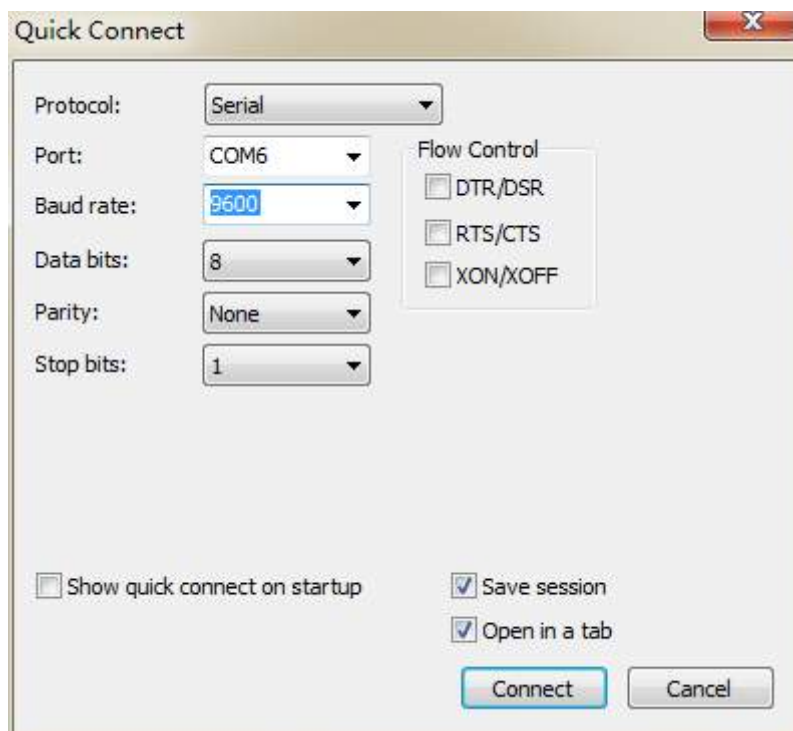 Quick Connect
Protocol: Serial
Port: COM6
Flow Control
DTR/DSR
Baud rate: 9600
RTS/CTS
Data bits: 8
XON/XOFF
Parity: None
Stop bits: 1
Show quick connect on startup
Save session
Open in a tab
Connect Cancel